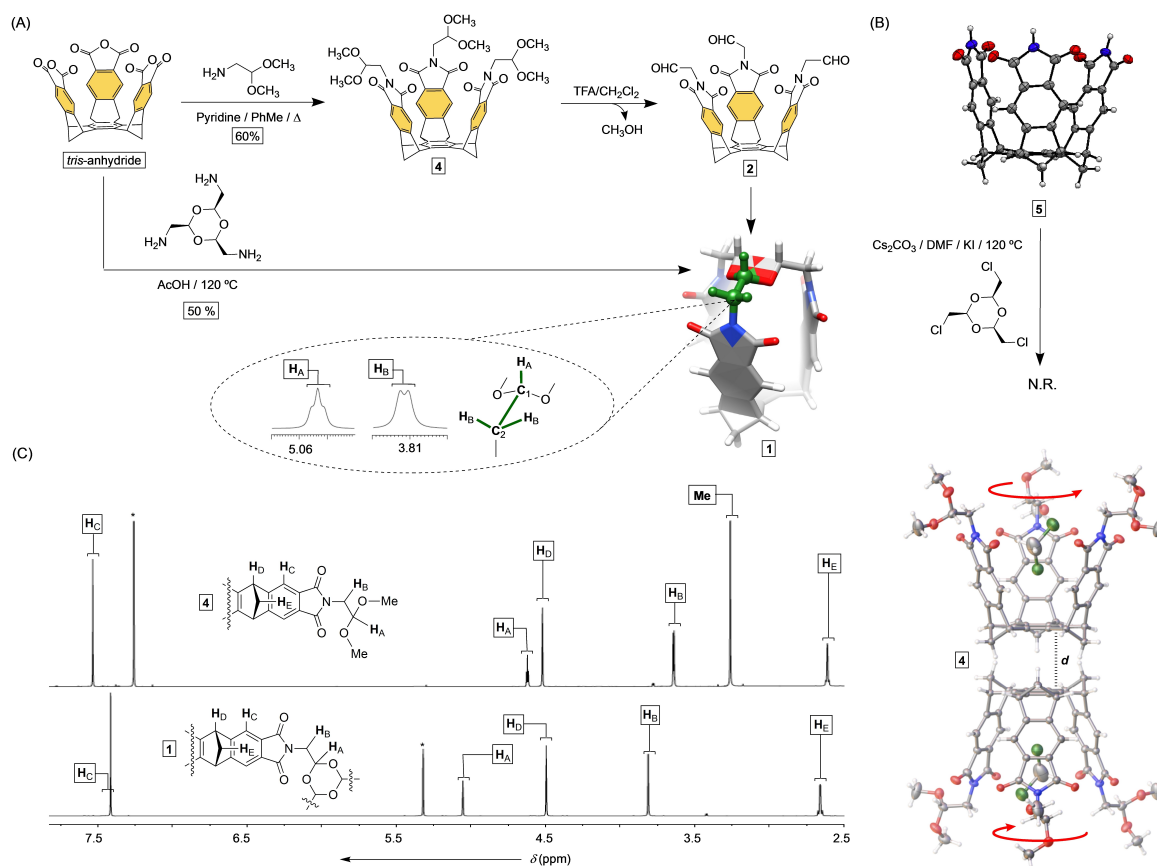 (A)
(B)
O
O
O
O
O
O
O
O
O
tris-anhydride
H2N
OCH3
OCH3
Pyridine / PhMe / Δ
60%
OCH3
OCH3
H3CO
H3CO
N
O
O
N
O
O
N
O
O
OCH3
OCH3
4
TFA/CH2Cl2
CH3OH
OHC
OHC
CHO
N
O
O
N
O
O
N
O
O
2
5
NH2
O
O
O
NH2
NH2
AcOH / 120 ºC
50 %
Cs2CO3 / DMF / KI / 120 ºC
Cl
O
O
O
Cl
Cl
N.R.
HA
HB
5.06
3.81
HA
O
C1
O
HB
HB
C2
1
(C)
HC
*
HD
HC
HE
O
N
O
HB
OMe
HA
O
Me
4
HA
HD
HB
Me
HE
4
d
HC
1
HD
HC
HE
O
N
O
HB
HA
O
O
O
*
HA
HD
HB
HE
7.5
6.5
5.5
4.5
3.5
2.5
δ (ppm)